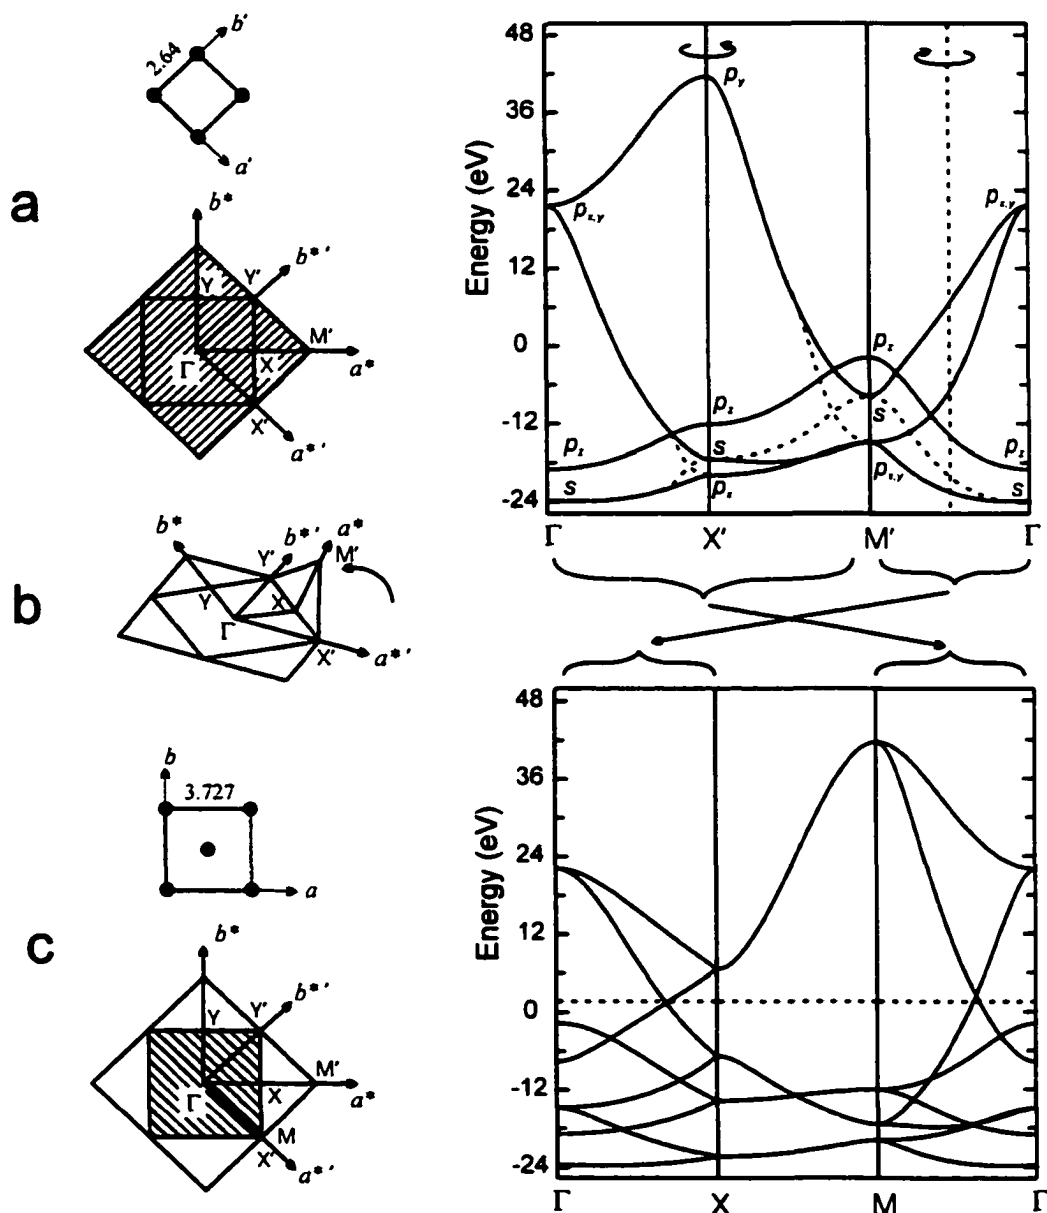 b'
2.64
a'
a
b*
b*'
Y
Y'
M'
Γ
X
a*
X'
a*'
48
36
24
12
0
-12
-24
Energy (eV)
p_y
p_x,y
p_x,y
p_z
p_z
s
s
p_z
p_z
p_x
p_x,y
s
s
Γ
X'
M'
Γ
b
b*
b*'
a*
Y'
M'
Y
X
Γ
X'
a*'
b
3.727
a
c
b*
b*'
Y
Y'
M'
Γ
X
a*
M
X'
a*'
48
36
24
12
0
-12
-24
Energy (eV)
Γ
X
M
Γ